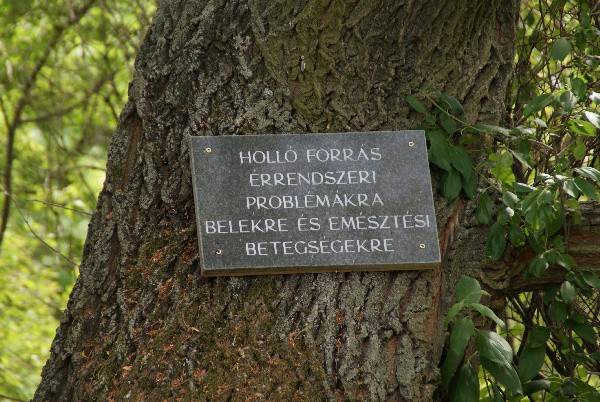 HOLLÓ FORRÁS
ÉRRENDSZERI
PROBLÉMÁKRA
BELEKRE ÉS EMÉSZTÉSI
BETEGSÉGEKRE